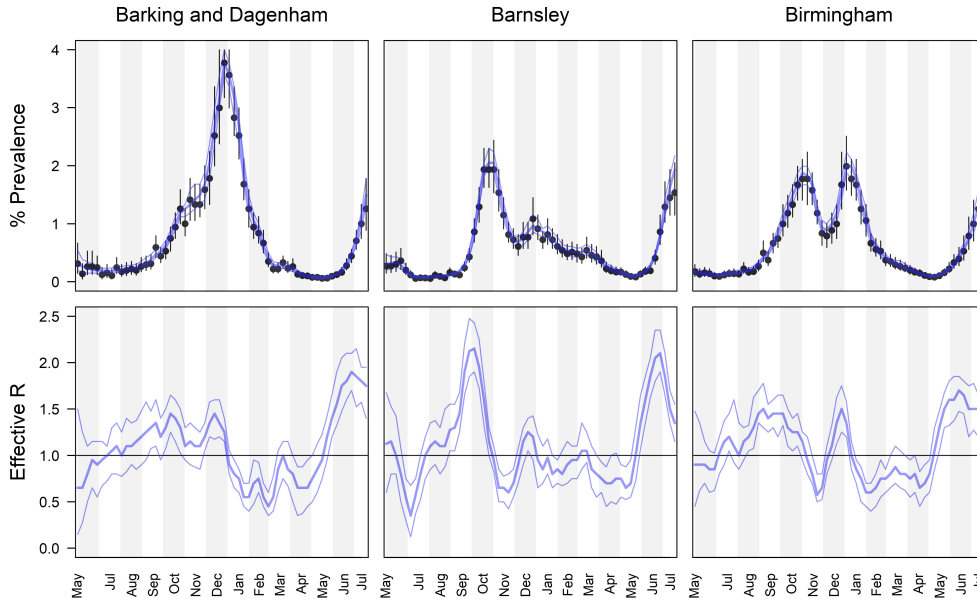 Barking and Dagenham
Barnsley
Birmingham
% Prevalence
4
3
2
1
0
Effective R
2.5
2.0
1.5
1.0
0.5
0.0
May Jul Aug Sep Oct Nov Dec Jan Feb Mar Apr May Jun Jul
May Jul Aug Sep Oct Nov Dec Jan Feb Mar Apr May Jun Jul
May Jul Aug Sep Oct Nov Dec Jan Feb Mar Apr Jun